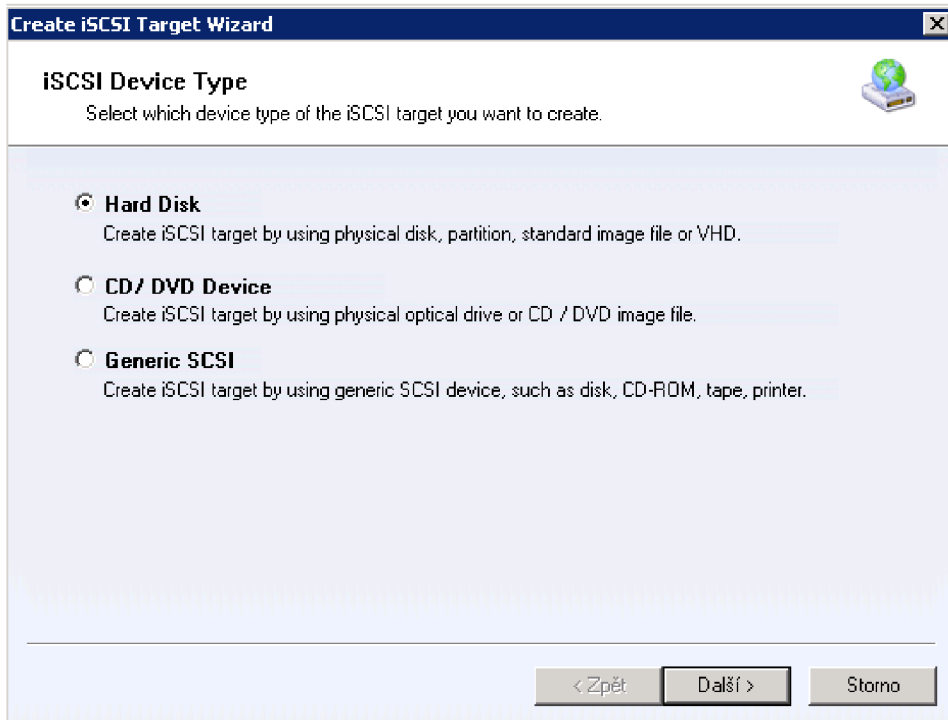 Create iSCSI Target Wizard
iSCSI Device Type
Select which device type of the iSCSI target you want to create.
Hard Disk
Create iSCSI target by using physical disk, partition, standard image file or VHD.
CD/ DVD Device
Create iSCSI target by using physical optical drive or CD / DVD image file.
Generic SCSI
Create iSCSI target by using generic SCSI device, such as disk, CD-ROM, tape, printer.
< Zpět Další > Storno